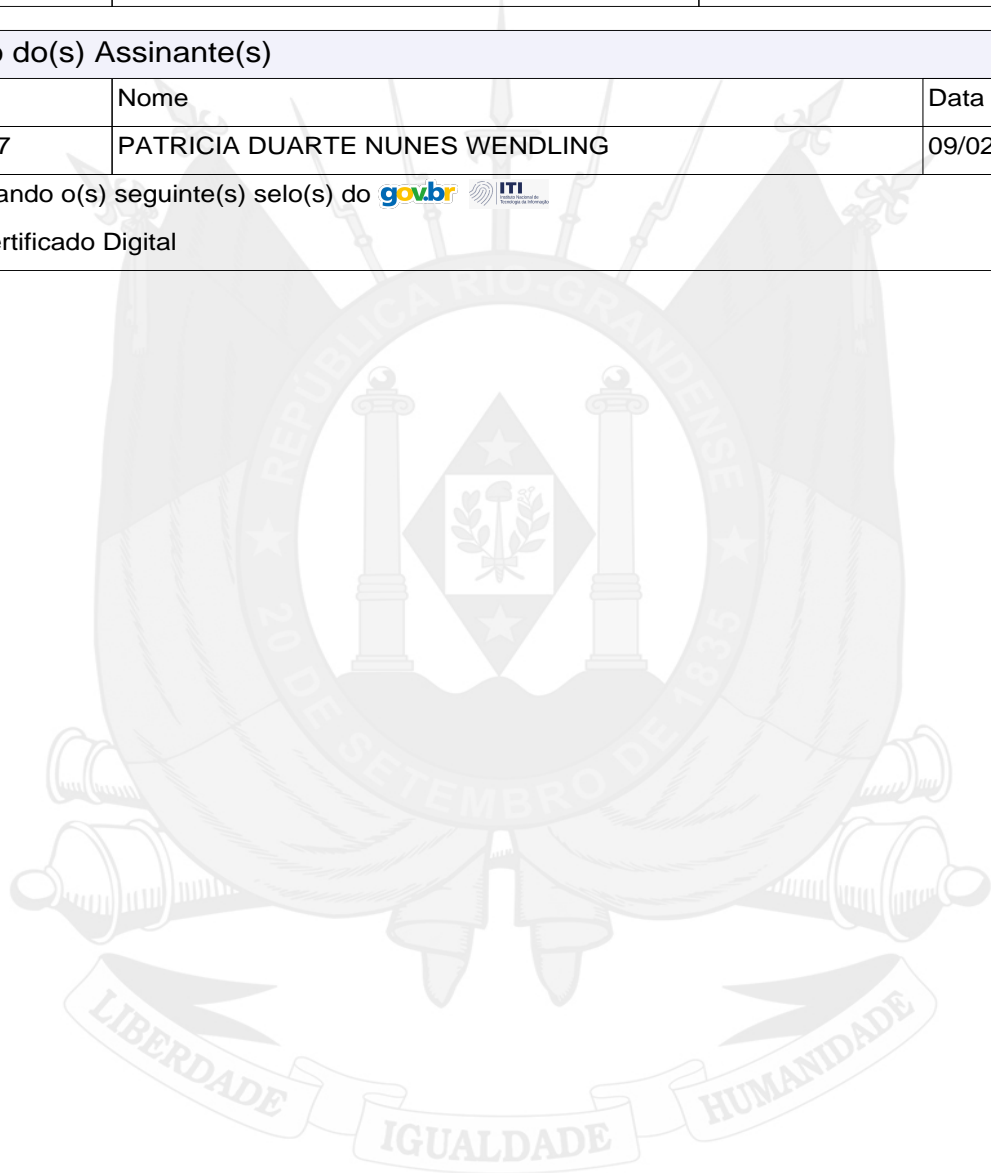 o do(s) Assinante(s)
Nome Data
7 PATRICIA DUARTE NUNES WENDLING 09/02
ando o(s) seguinte(s) selo(s) do gov.br ITI
ertificado Digital
REPÚBLICA RIO-GRANDENSE
20 DE SETEMBRO DE 1835
LIBERDADE IGUALDADE HUMANIDADE